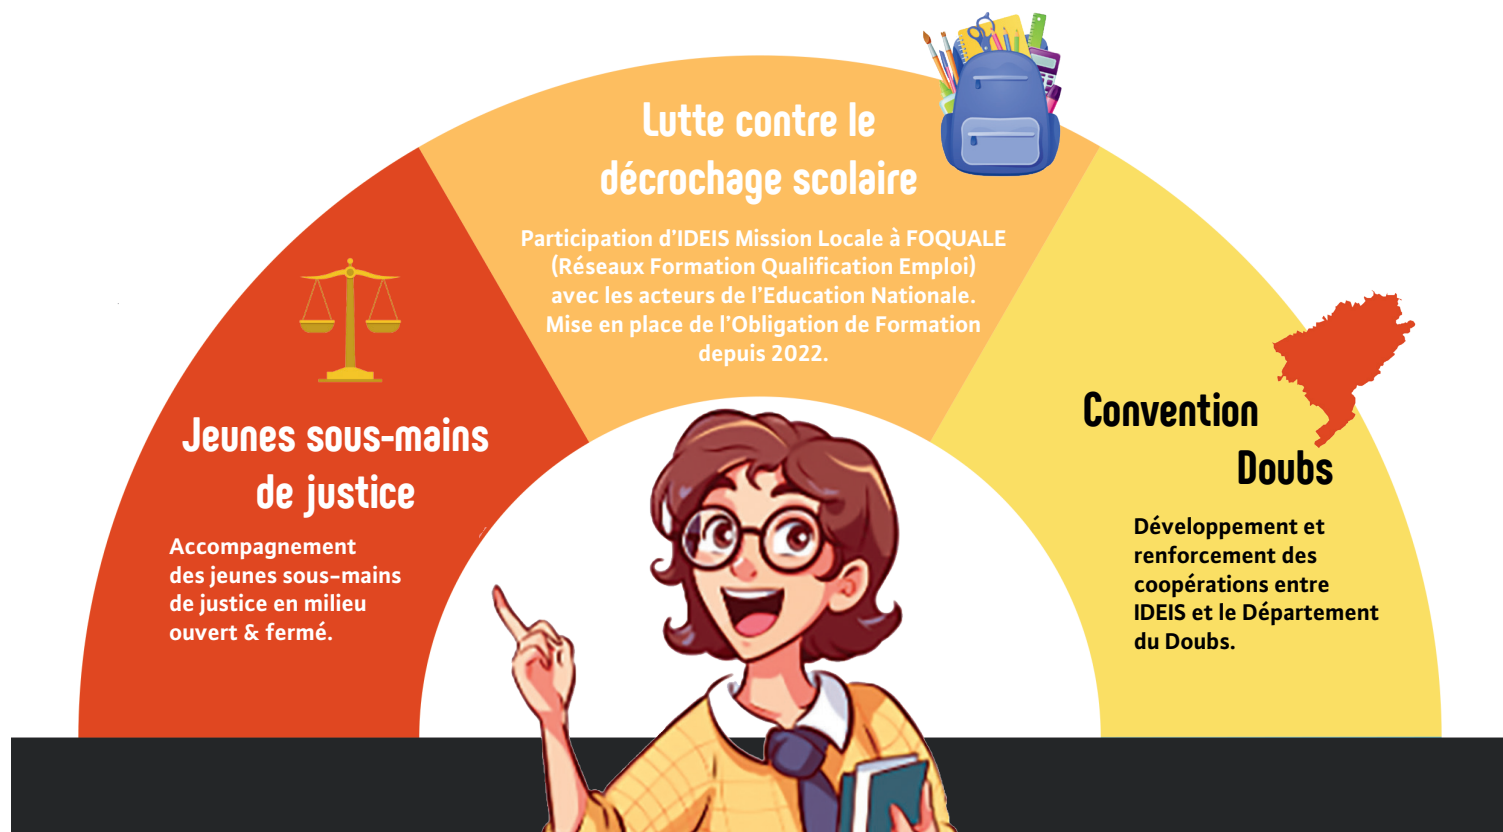 Lutte contre le
décrochage scolaire
Participation d'IDEIS Mission Locale à FOQUALE
(Réseaux Formation Qualification Emploi)
avec les acteurs de l'Education Nationale.
Mise en place de l'Obligation de Formation
depuis 2022.
Jeunes sous-mains
de justice
Accompagnement
des jeunes sous-mains
de justice en milieu
ouvert & fermé.
Convention
Doubs
Développement et
renforcement des
coopérations entre
IDEIS et le Département
du Doubs.